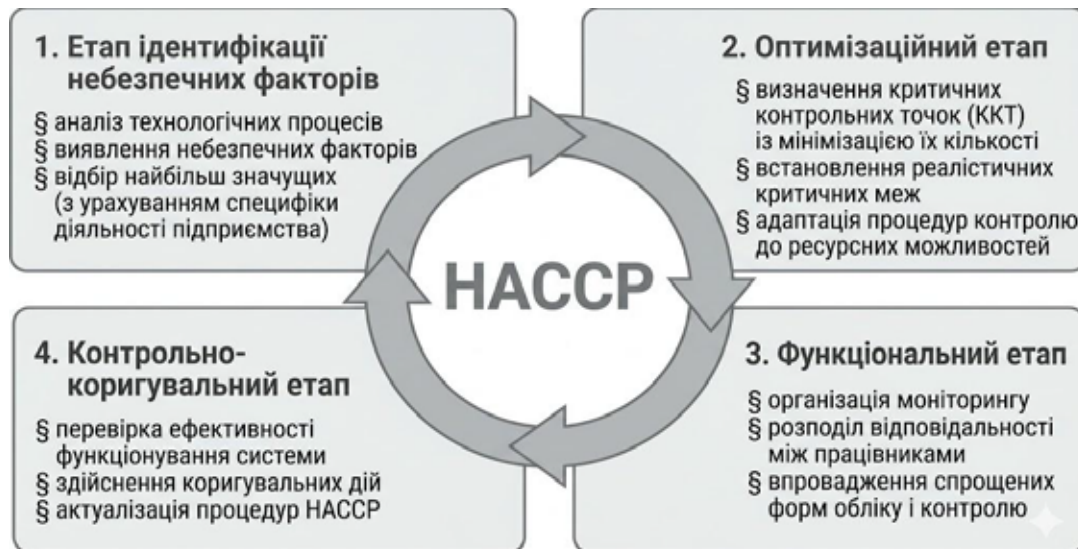 1. Етап ідентифікації
небезпечних факторів
§ аналіз технологічних процесів
§ виявлення небезпечних факторів
§ відбір найбільш значущих
(з урахуванням специфіки
діяльності підприємства)
2. Оптимізаційний етап
§ визначення критичних
контрольних точок (ККТ)
із мінімізацією їх кількості
§ встановлення реалістичних
критичних меж
§ адаптація процедур контролю
до ресурсних можливостей
HACCP
3. Функціональний етап
§ організація моніторингу
§ розподіл відповідальності
між працівниками
§ впровадження спрощених
форм обліку і контролю
4. Контрольно-
коригувальний етап
§ перевірка ефективності
функціонування системи
§ здійснення коригувальних дій
§ актуалізація процедур НАССР